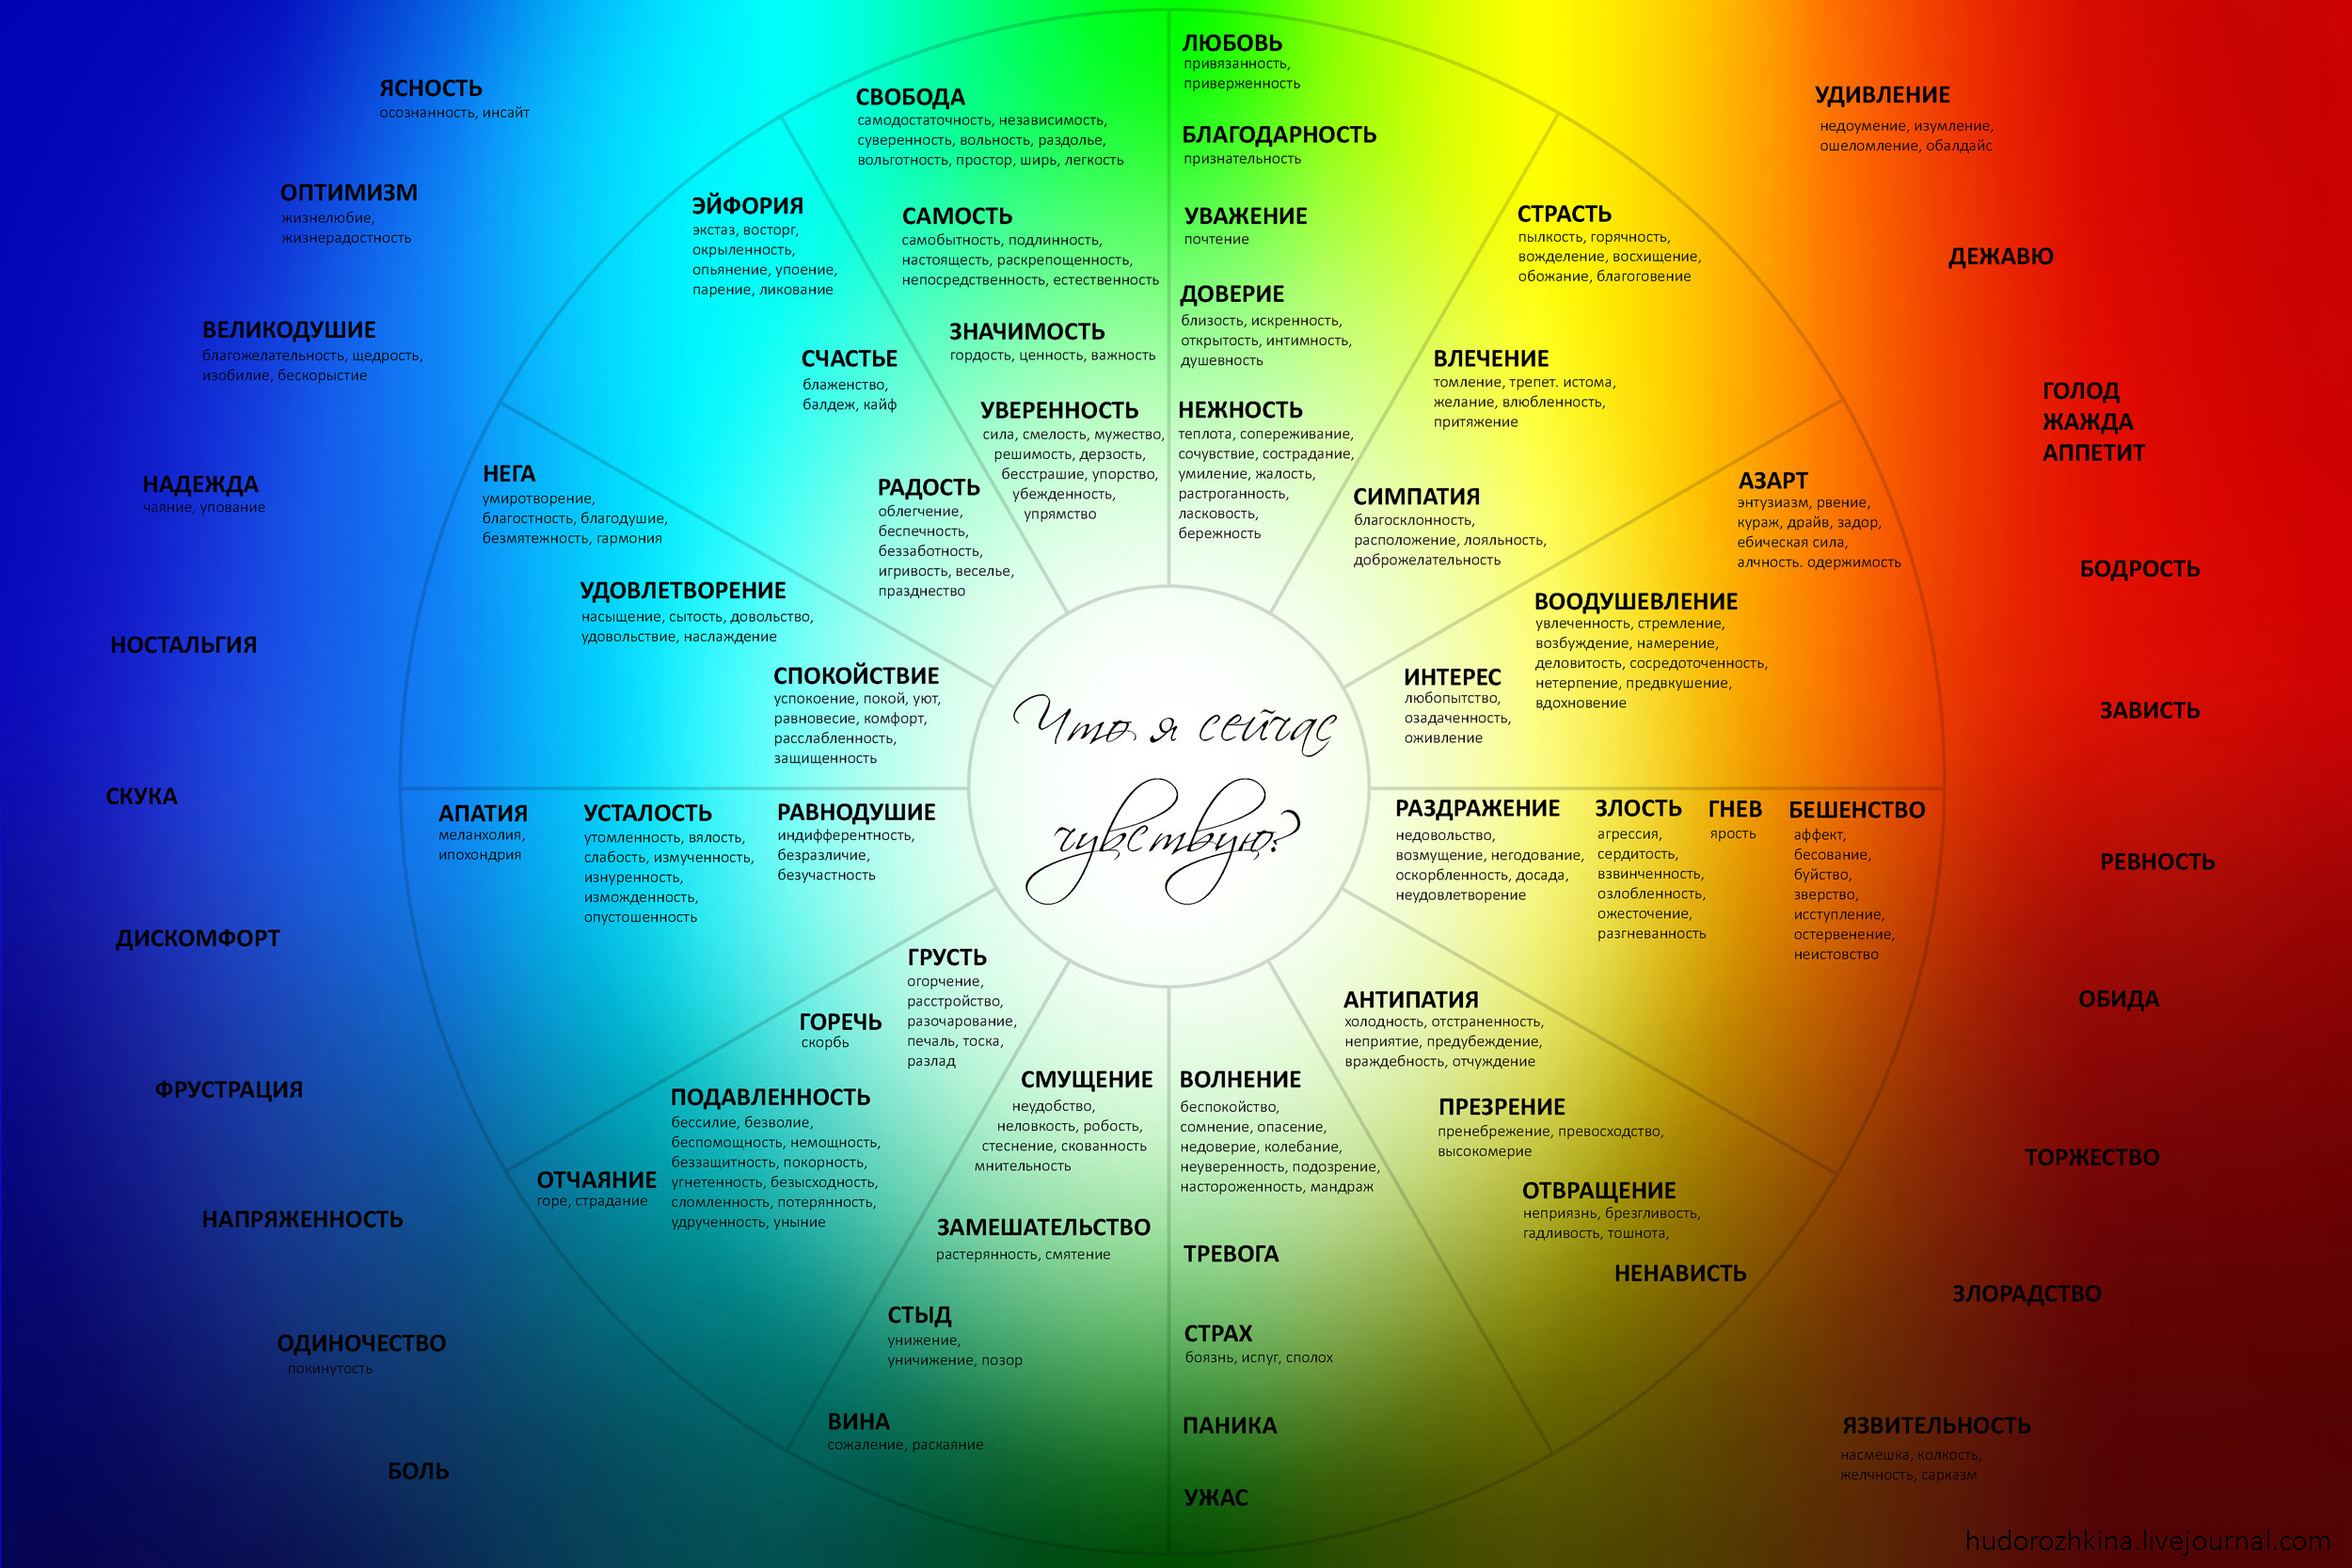 ЯСНОСТЬ
осознанность, инсайт
ОПТИМИЗМ
жизнелюбие,
жизнерадостность
ВЕЛИКОДУШИЕ
благожелательность, щедрость,
изобилие, бескорыстие
НАДЕЖДА
чаяние, упование
НОСТАЛЬГИЯ
СКУКА
ДИСКОМФОРТ
ФРУСТРАЦИЯ
НАПРЯЖЕННОСТЬ
ОДИНОЧЕСТВО
покинутость
БОЛЬ
СВОБОДА
самодостаточность, независимость,
суверенность, вольность, раздолье,
вольготность, простор, ширь, легкость
САМОСТЬ
самобытность, подлинность,
настоящесть, раскрепощенность,
непосредственность, естественность
ЗНАЧИМОСТЬ
гордость, ценность, важность
УВЕРЕННОСТЬ
сила, смелость, мужество,
решимость, дерзость,
бесстрашие, упорство,
убежденность,
упрямство
ЭЙФОРИЯ
экстаз, восторг,
окрыленность,
опьянение, упоение,
парение, ликование
СЧАСТЬЕ
блаженство,
балдеж, кайф
РАДОСТЬ
облегчение,
беспечность,
беззаботность,
игривость, веселье,
празднество
НЕГА
умиротворение,
благостность, благодушие,
безмятежность, гармония
УДОВЛЕТВОРЕНИЕ
насыщение, сытость, довольство,
удовольствие, наслаждение
СПОКОЙСТВИЕ
успокоение, покой, уют,
равновесие, комфорт,
расслабленность,
защищенность
ЛЮБОВЬ
привязанность,
приверженность
БЛАГОДАРНОСТЬ
признательность
УВАЖЕНИЕ
почтение
ДОВЕРИЕ
близость, искренность,
открытость, интимность,
душевность
НЕЖНОСТЬ
теплота, сопереживание,
сочувствие, сострадание,
умиление, жалость,
растроганность,
ласковость,
бережность
СТРАСТЬ
пылкость, горячность,
вожделение, восхищение,
обожание, благоговение
ВЛЕЧЕНИЕ
томление, трепет. истома,
желание, влюбленность,
притяжение
СИМПАТИЯ
благосклонность,
расположение, лояльность,
доброжелательность
АЗАРТ
энтузиазм, рвение,
кураж, драйв, задор,
ебическая сила,
алчность. одержимость
ВООДУШЕВЛЕНИЕ
увлеченность, стремление,
возбуждение, намерение,
деловитость, сосредоточенность,
нетерпение, предвкушение,
вдохновение
ИНТЕРЕС
любопытство,
озадаченность,
оживление
Что я сейчас
чувствую?
АПАТИЯ
меланхолия,
ипохондрия
УСТАЛОСТЬ
утомленность, вялость,
слабость, измученность,
изнуренность,
изможденность,
опустошенность
РАВНОДУШИЕ
индифферентность,
безразличие,
безучастность
ГРУСТЬ
огорчение,
расстройство,
разочарование,
печаль, тоска,
разлад
ГОРЕЧЬ
скорбь
ПОДАВЛЕННОСТЬ
бессилие, безволие,
беспомощность, немощность,
беззащитность, покорность,
угнетенность, безысходность,
сломленность, потерянность,
удрученность, уныние
ОТЧАЯНИЕ
горе, страдание
СМУЩЕНИЕ
неудобство,
неловкость, робость,
стеснение, скованность
мнительность
ЗАМЕШАТЕЛЬСТВО
растерянность, смятение
СТЫД
унижение,
уничижение, позор
ВИНА
сожаление, раскаяние
ВОЛНЕНИЕ
беспокойство,
сомнение, опасение,
недоверие, колебание,
неуверенность, подозрение,
настороженность, мандраж
ТРЕВОГА
СТРАХ
боязнь, испуг, сполох
ПАНИКА
УЖАС
АНТИПАТИЯ
холодность, отстраненность,
неприятие, предубеждение,
враждебность, отчуждение
ПРЕЗРЕНИЕ
пренебрежение, превосходство,
высокомерие
ОТВРАЩЕНИЕ
неприязнь, брезгливость,
гадливость, тошнота,
НЕНАВИСТЬ
РАЗДРАЖЕНИЕ
недовольство,
возмущение, негодование,
оскорбленность, досада,
неудовлетворение
ЗЛОСТЬ
агрессия,
сердитость,
взвинченность,
озлобленность,
ожесточение,
разгневанность
ГНЕВ
ярость
БЕШЕНСТВО
аффект,
бесование,
буйство,
зверство,
исступление,
остервенение,
неистовство
УДИВЛЕНИЕ
недоумение, изумление,
ошеломление, обалдайс
ДЕЖАВЮ
ГОЛОД
ЖАЖДА
АППЕТИТ
БОДРОСТЬ
ЗАВИСТЬ
РЕВНОСТЬ
ОБИДА
ТОРЖЕСТВО
ЗЛОРАДСТВО
ЯЗВИТЕЛЬНОСТЬ
насмешка, колкость,
желчность, сарказм
hudorozhkina.livejournal.com